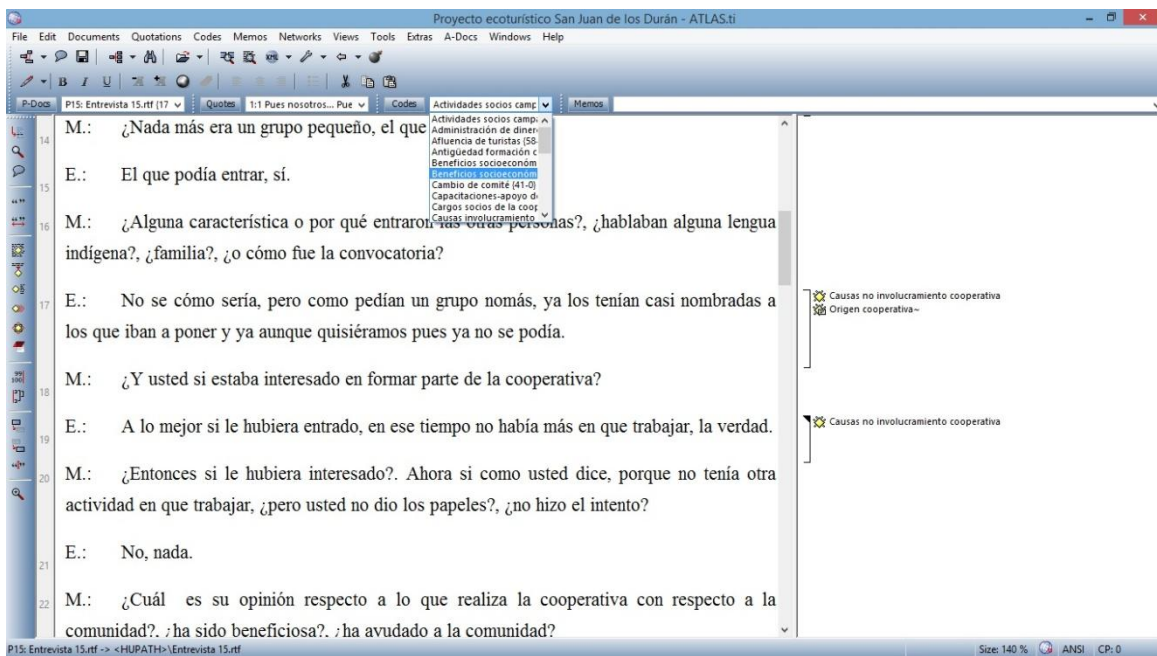 Proyecto ecoturístico San Juan de los Durán - ATLAS.ti
File Edit Documents Quotations Codes Memos Networks Views Tools Extras A-Docs Windows Help
B I U
P-Docs P15: Entrevista 15.rtf (17 Quotes 1:1 Pues nosotros... Pue Codes Actividades socios camp Memos
Actividades socios camp
Administración de diner
Afluencia de turistas (58-
Antigüedad formación c
Beneficios socioeconóm
Beneficios socioeconóm
Cambio de comité (41-0)
Capacitaciones-apoyo d
Cargos socios de la coop
Causas involucramiento
14 M.: ¿Nada más era un grupo pequeño, el que
15 E.: El que podía entrar, sí.
16 M.: ¿Alguna característica o por qué entraron las otras personas?, ¿hablaban alguna lengua
indígena?, ¿familia?, ¿o cómo fue la convocatoria?
17 E.: No se cómo sería, pero como pedían un grupo nomás, ya los tenían casi nombradas a
los que iban a poner y ya aunque quisiéramos pues ya no se podía.
Causas no involucramiento cooperativa
Origen cooperativa~
18 M.: ¿Y usted si estaba interesado en formar parte de la cooperativa?
19 E.: A lo mejor si le hubiera entrado, en ese tiempo no había más en que trabajar, la verdad.
Causas no involucramiento cooperativa
20 M.: ¿Entonces si le hubiera interesado?. Ahora si como usted dice, porque no tenía otra
actividad en que trabajar, ¿pero usted no dio los papeles?, ¿no hizo el intento?
21 E.: No, nada.
22 M.: ¿Cuál es su opinión respecto a lo que realiza la cooperativa con respecto a la
comunidad?, ¿ha sido beneficiosa?, ¿ha ayudado a la comunidad?
P15: Entrevista 15.rtf -> <HUPATH>\Entrevista 15.rtf Size: 140 % ANSI CP: 0